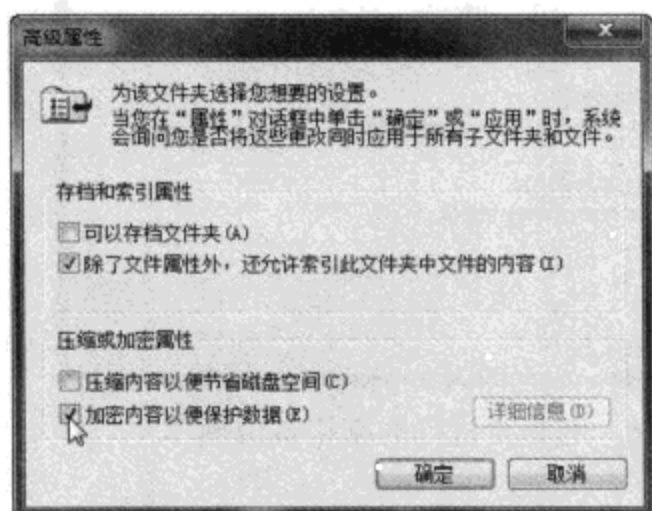 高级属性
为该文件夹选择您想要的设置。
当您在“属性”对话框中单击“确定”或“应用”时，系统
会询问您是否将这些更改同时应用于所有子文件夹和文件。
存档和索引属性
可以存档文件夹(A)
除了文件属性外，还允许索引此文件夹中文件的内容(I)
压缩或加密属性
压缩内容以便节省磁盘空间(C)
加密内容以便保护数据(E)
详细信息(D)
确定
取消